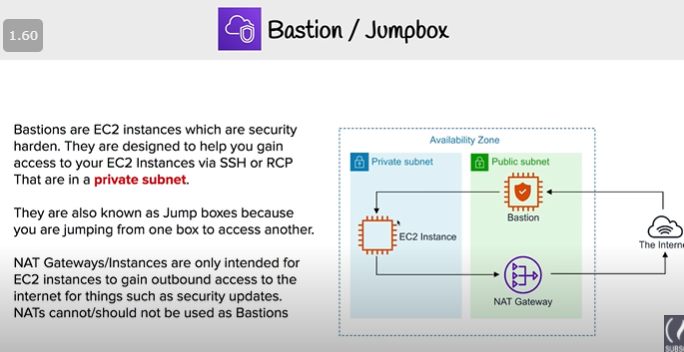 1.60
Bastion / Jumpbox
Bastions are EC2 instances which are security
harden. They are designed to help you gain
access to your EC2 Instances via SSH or RCP
That are in a private subnet.
They are also known as Jump boxes because
you are jumping from one box to access another.
NAT Gateways/Instances are only intended for
EC2 instances to gain outbound access to the
internet for things such as security updates.
NATs cannot/should not be used as Bastions
Availability Zone
Private subnet
Public subnet
Bastion
EC2 Instance
The Intern
NAT Gateway
SUBS